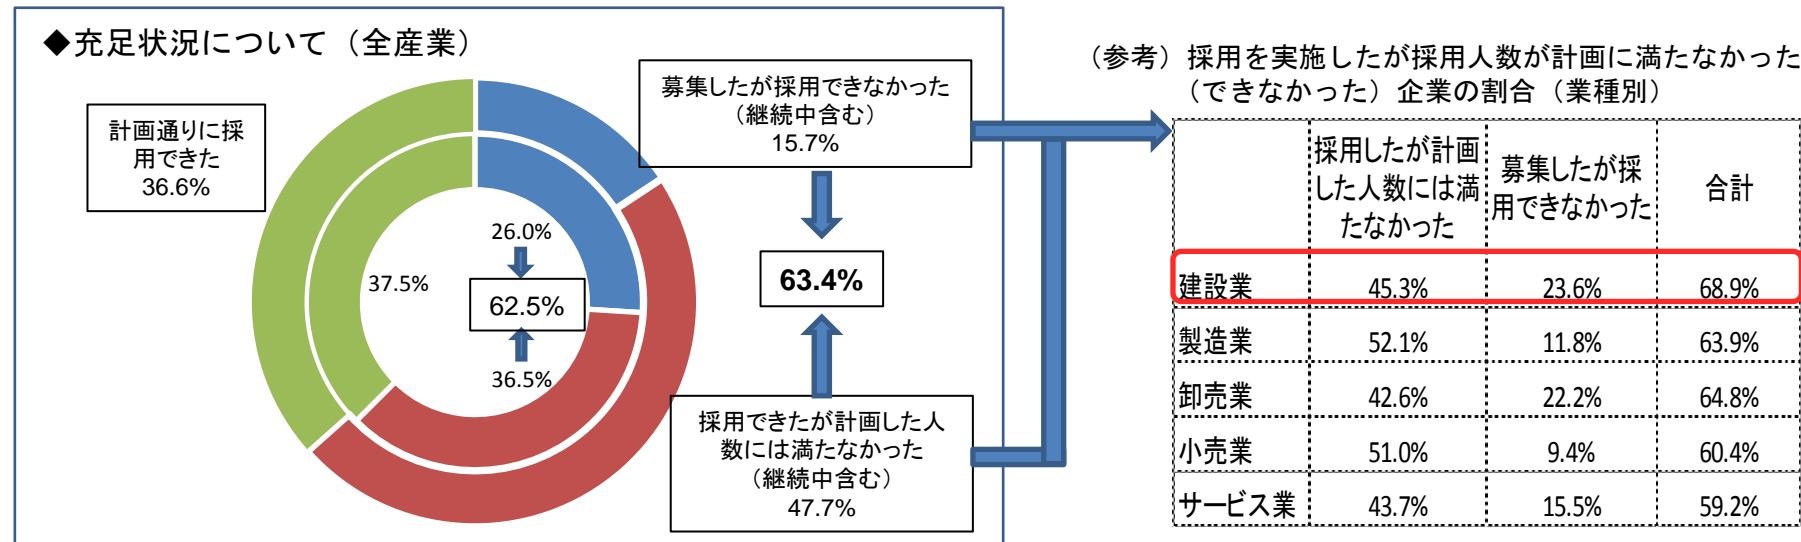 ◆充足状況について（全産業）
計画通りに採
用できた
36.6%
募集したが採用できなかった
（継続中含む）
15.7%
26.0%
37.5%
62.5%
36.5%
63.4%
採用できたが計画した人
数には満たなかった
（継続中含む）
47.7%
（参考）採用を実施したが採用人数が計画に満たなかった
（できなかった）企業の割合（業種別）
採用したが計画
した人数には満
たなかった
募集したが採
用できなかった
合計
建設業 45.3% 23.6% 68.9%
製造業 52.1% 11.8% 63.9%
卸売業 42.6% 22.2% 64.8%
小売業 51.0% 9.4% 60.4%
サービス業 43.7% 15.5% 59.2%